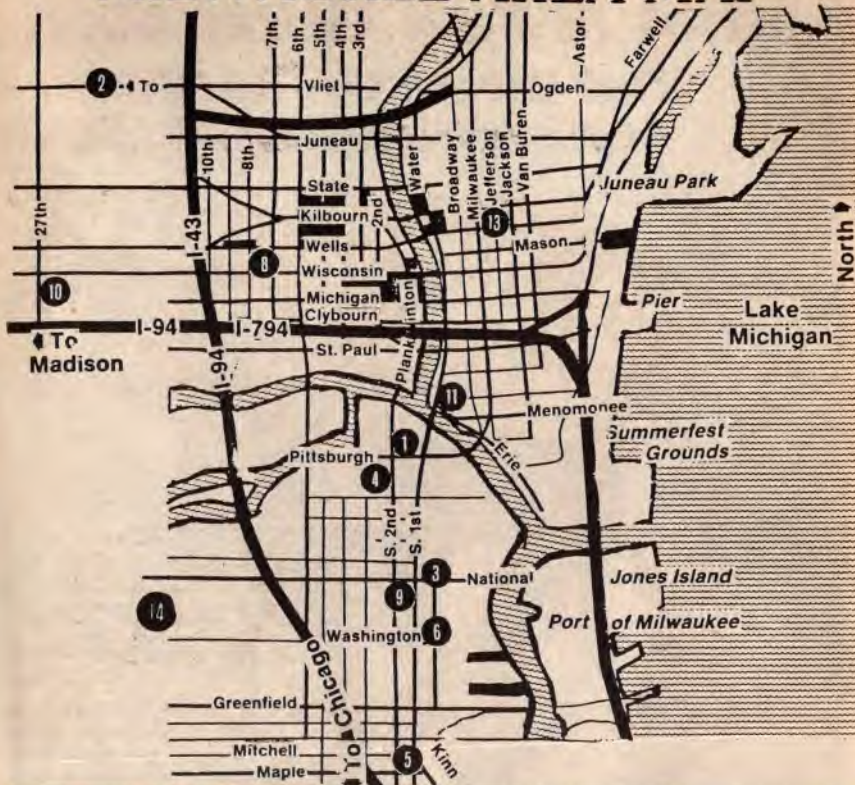 7th
6th
5th
4th
3rd
Astor
Farwell
2
To
Vliet
Ogden
Juneau
10th
8th
State
Water
Broadway
Milwaukee
Jefferson
Jackson
Van Buren
Juneau Park
27th
I-43
Kilbourn
2nd
13
Wells
Mason
8
Wisconsin
North
10
Michigan
Pier
Clybourn
Plankinton
Lake
Michigan
I-94
I-794
To
Madison
St. Paul
I-94
11
Menomonee
1
Summerfest
Grounds
Pittsburgh
Erie
4
S. 2nd
S. 1st
3
National
Jones Island
9
14
Washington
6
Port of Milwaukee
To Chicago
Greenfield
Mitchell
5
Kinn
Maple